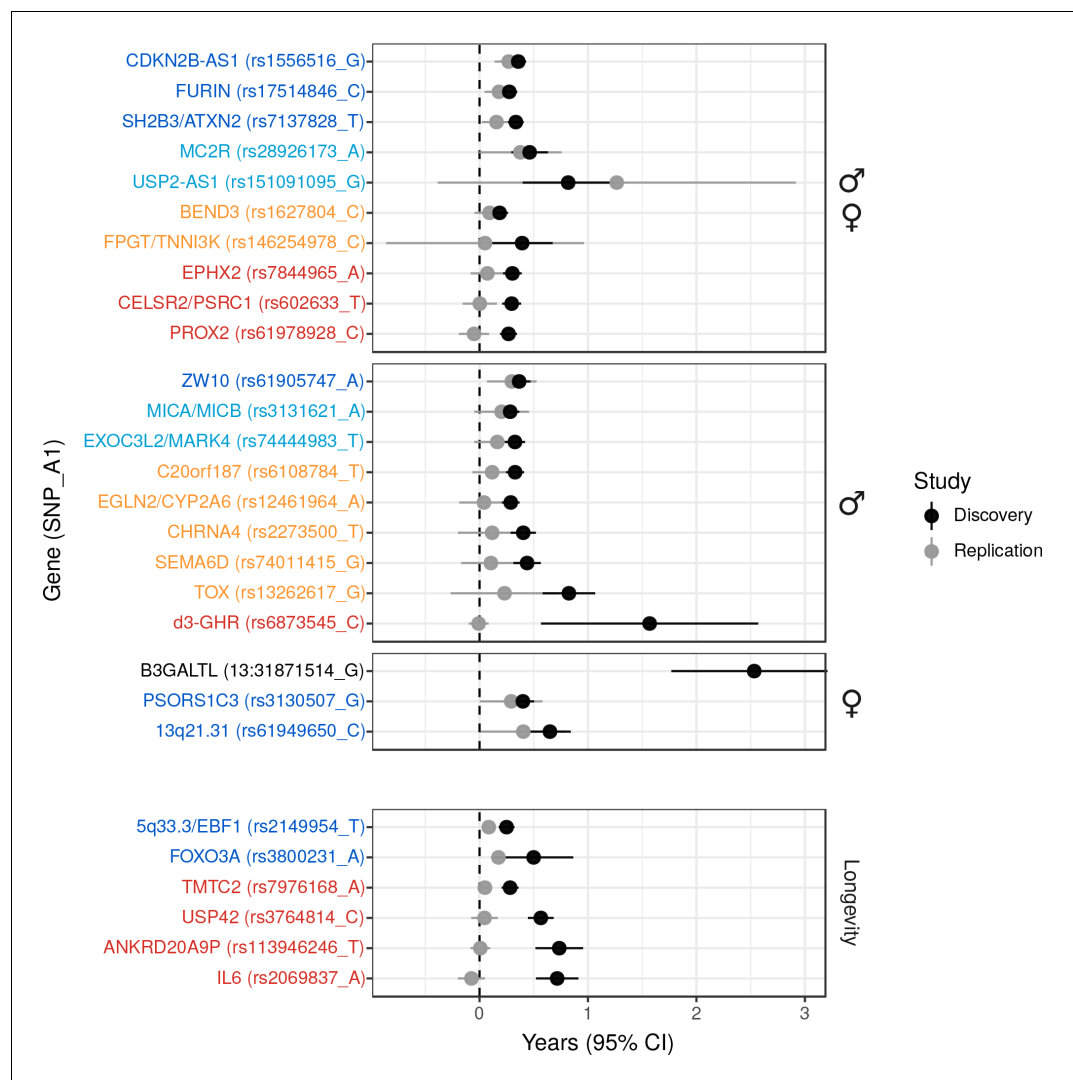 CDKN2B-AS1 (rs1556516_G)
FURIN (rs17514846_C)
SH2B3/ATXN2 (rs7137828_T)
MC2R (rs28926173_A)
USP2-AS1 (rs151091095_G)
BEND3 (rs1627804_C)
FPGT/TNNI3K (rs146254978_C)
EPHX2 (rs7844965_A)
CELSR2/PSRC1 (rs602633_T)
PROX2 (rs61978928_C)
♂
♀
ZW10 (rs61905747_A)
MICA/MICB (rs3131621_A)
EXOC3L2/MARK4 (rs74444983_T)
C20orf187 (rs6108784_T)
EGLN2/CYP2A6 (rs12461964_A)
CHRNA4 (rs2273500_T)
SEMA6D (rs74011415_G)
TOX (rs13262617_G)
d3-GHR (rs6873545_C)
♂
B3GALTL (13:31871514_G)
PSORS1C3 (rs3130507_G)
13q21.31 (rs61949650_C)
♀
5q33.3/EBF1 (rs2149954_T)
FOXO3A (rs3800231_A)
TMTC2 (rs7976168_A)
USP42 (rs3764814_C)
ANKRD20A9P (rs113946246_T)
IL6 (rs2069837_A)
Longevity
0 1 2 3
Years (95% CI)
Gene (SNP_A1)
Study
Discovery
Replication